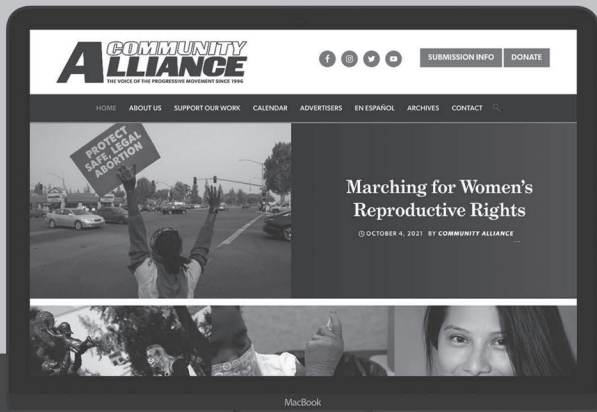 COMMUNITY
ALLIANCE
THE VOICE OF THE PROGRESSIVE MOVEMENT SINCE 1996
SUBMISSION INFO DONATE
HOME ABOUT US SUPPORT OUR WORK CALENDAR ADVERTISERS EN ESPAÑOL ARCHIVES CONTACT
PROTECT
SAFE, LEGAL
ABORTION
Marching for Women's
Reproductive Rights
OCTOBER 4, 2021 BY COMMUNITY ALLIANCE
...
MacBook